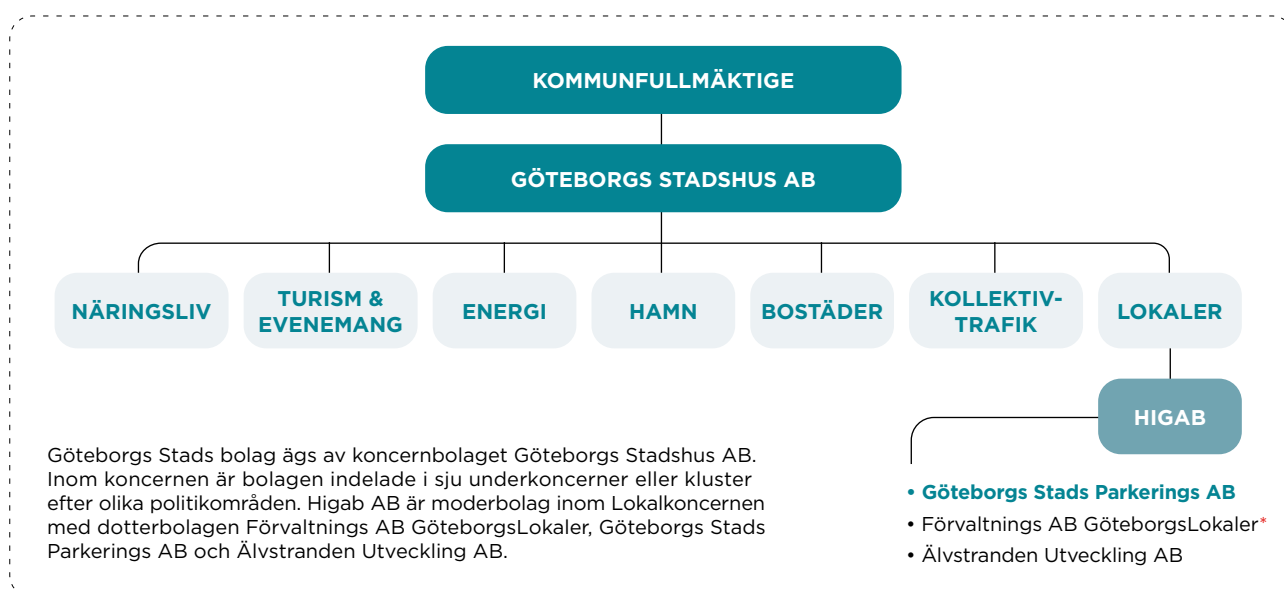 KOMMUNFULLMÄKTIGE
GÖTEBORGS STADSHUS AB
NÄRINGSLIV
TURISM &
EVENEMANG
ENERGI
HAMN
BOSTÄDER
KOLLEKTIV-
TRAFIK
LOKALER
HIGAB
Göteborgs Stads bolag ägs av koncernbolaget Göteborgs Stadshus AB.
Inom koncernen är bolagen indelade i sju underkoncerner eller kluster
efter olika politikområden. Higab AB är moderbolag inom Lokalkoncernen
med dotterbolagen Förvaltnings AB GöteborgsLokaler, Göteborgs Stads
Parkerings AB och Älvstranden Utveckling AB.
• Göteborgs Stads Parkerings AB
• Förvaltnings AB GöteborgsLokaler*
• Älvstranden Utveckling AB